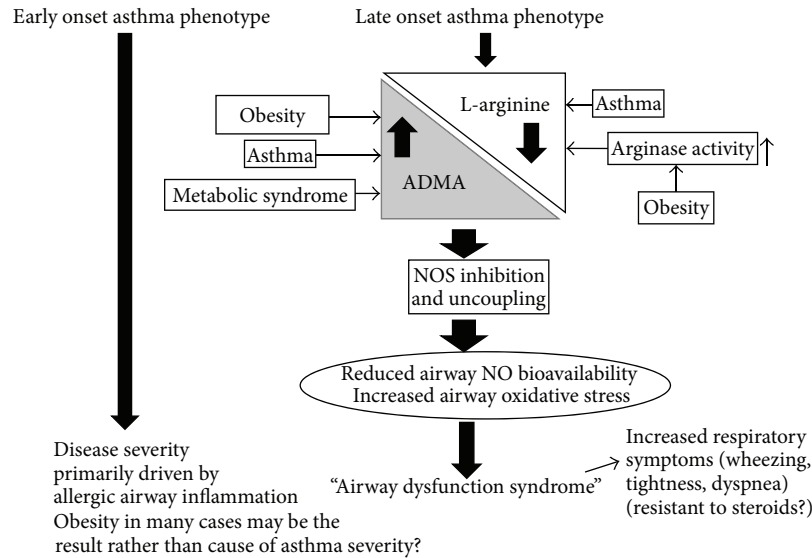 Early onset asthma phenotype
Late onset asthma phenotype
Obesity
Asthma
Metabolic syndrome
ADMA
L-arginine
Asthma
Arginase activity
Obesity
NOS inhibition
and uncoupling
Reduced airway NO bioavailability
Increased airway oxidative stress
Disease severity
primarily driven by
allergic airway inflammation
Obesity in many cases may be the
result rather than cause of asthma severity?
“Airway dysfunction syndrome”
Increased respiratory
symptoms (wheezing,
tightness, dyspnea)
(resistant to steroids?)